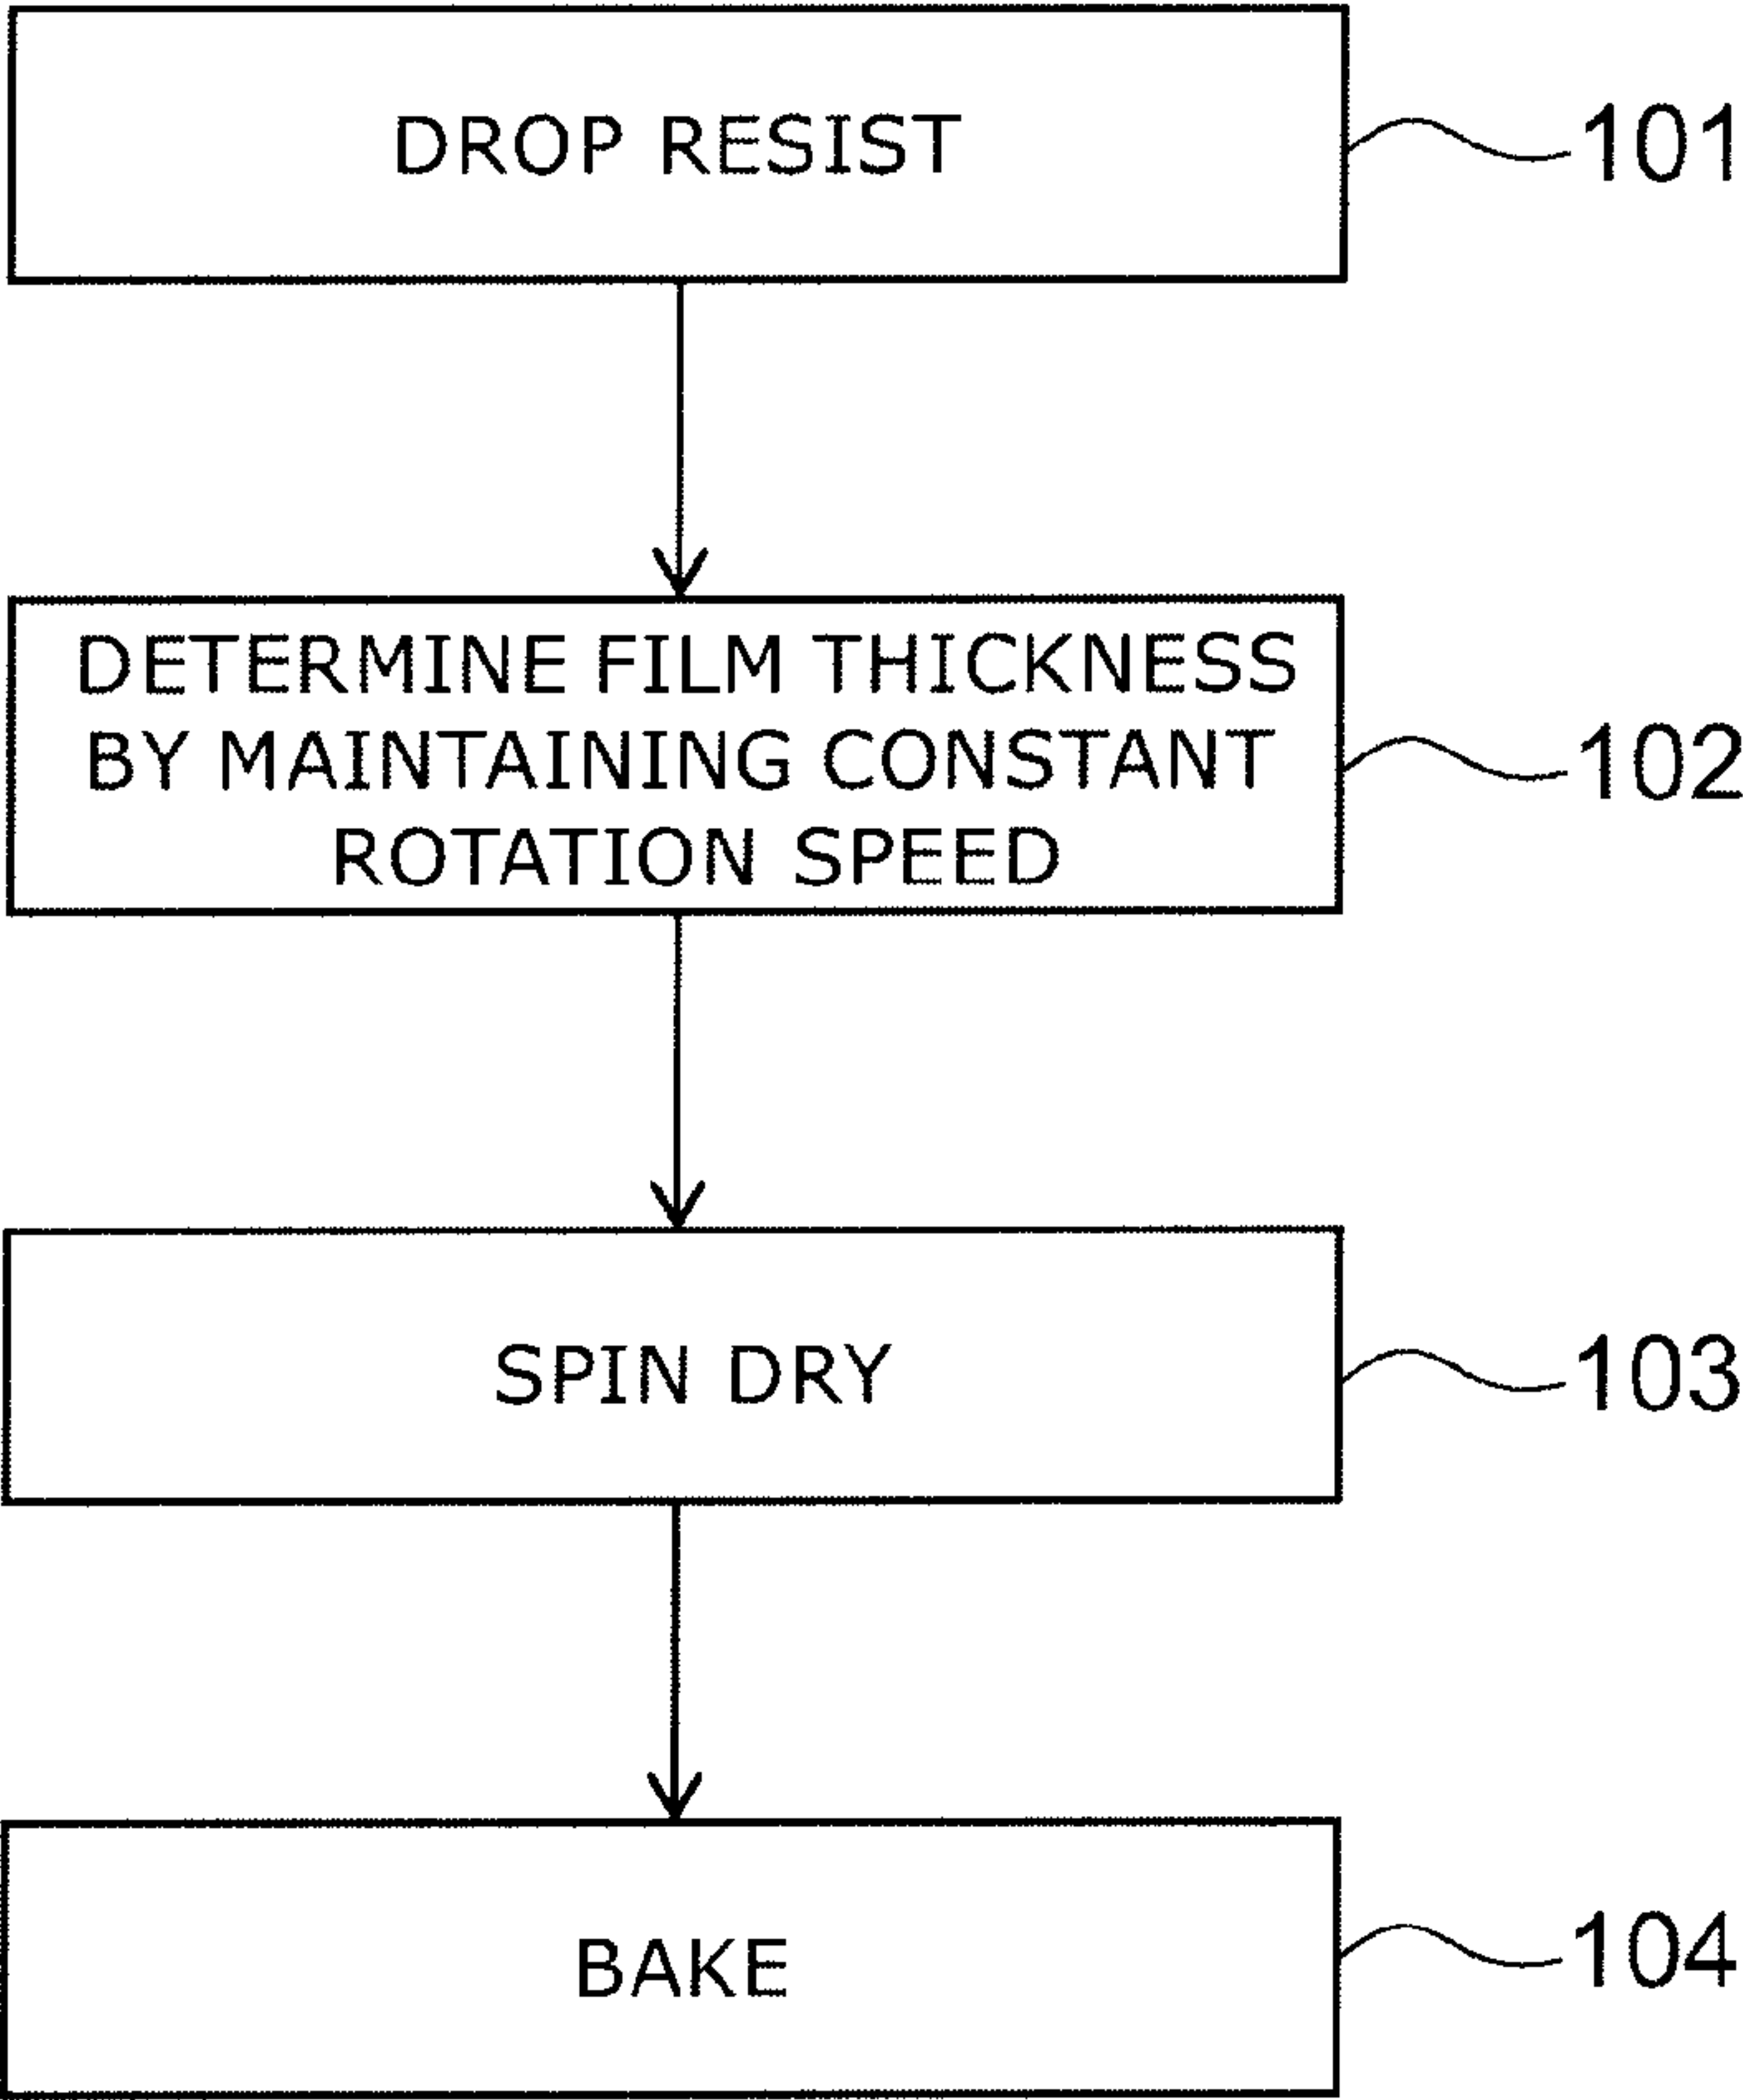 DROP RESIST
101
DETERMINE FILM THICKNESS
BY MAINTAINING CONSTANT
ROTATION SPEED
102
SPIN DRY
103
BAKE
104